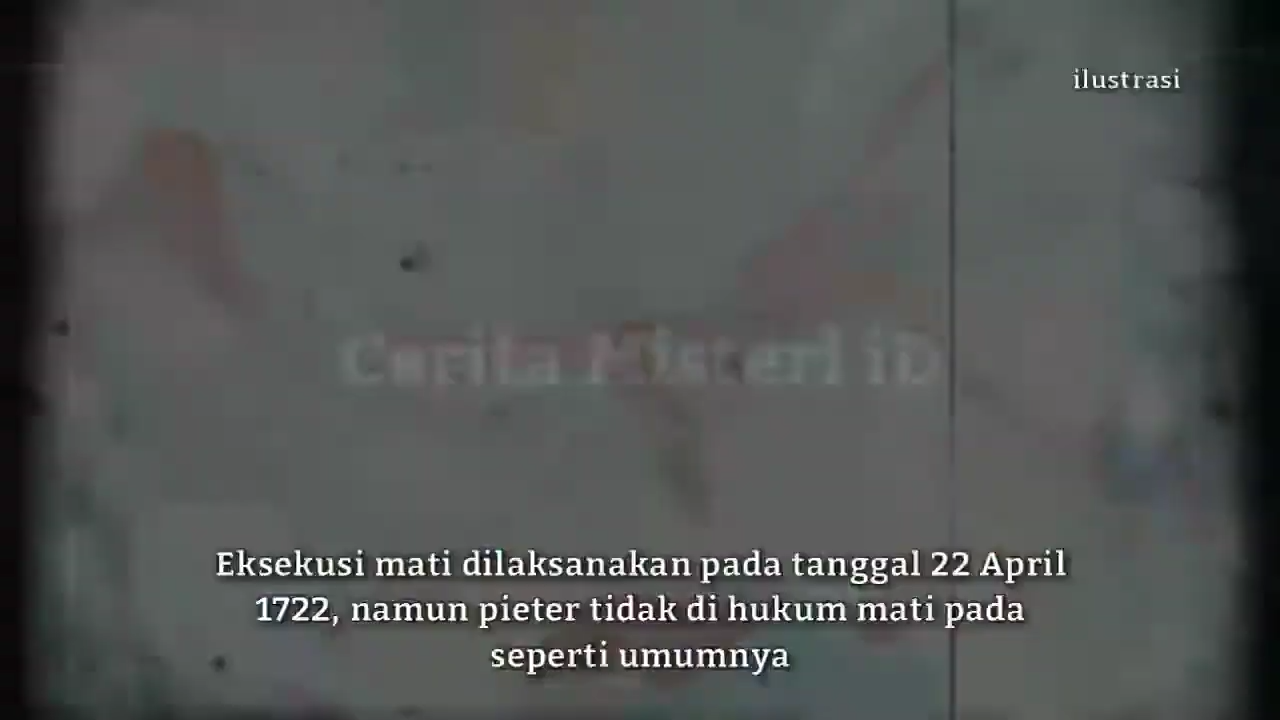 ilustrasi
Cerita Misteri iD
Eksekusi mati dilaksanakan pada tanggal 22 April
1722, namun pieter tidak di hukum mati pada
seperti umumnya